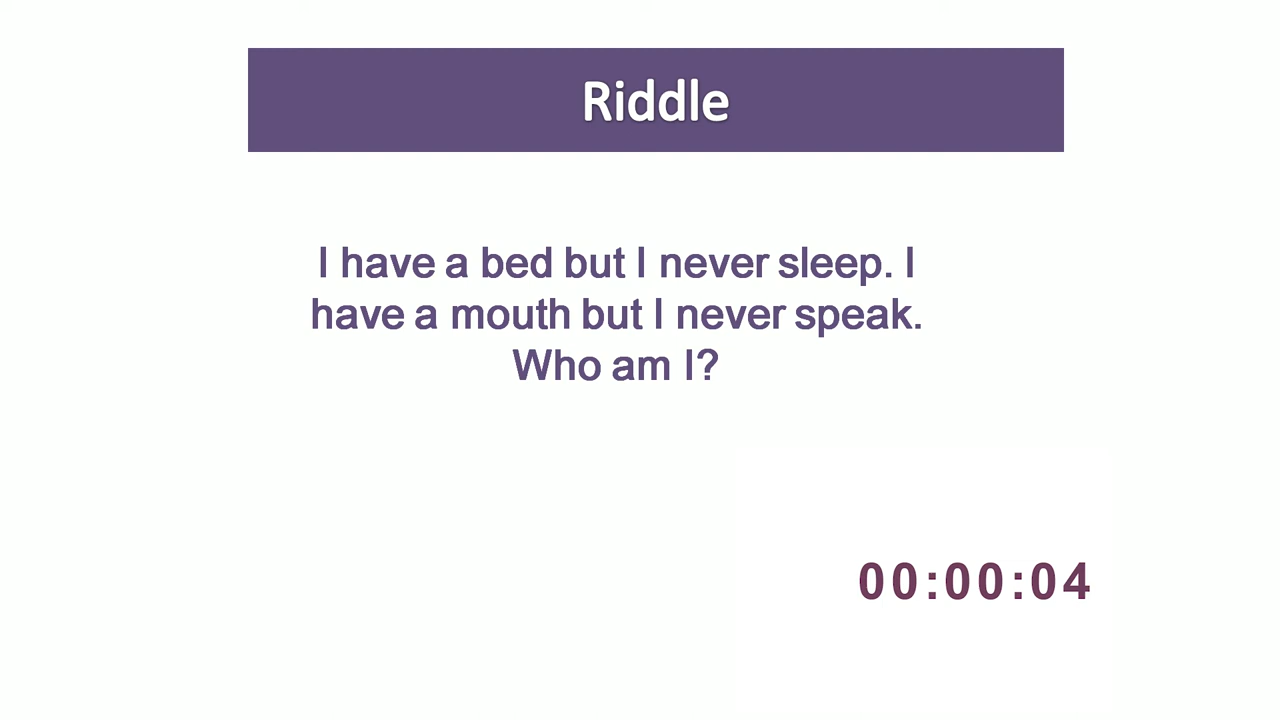 Riddle
I have a bed but I never sleep. I
have a mouth but I never speak.
Who am I?
00:00:04